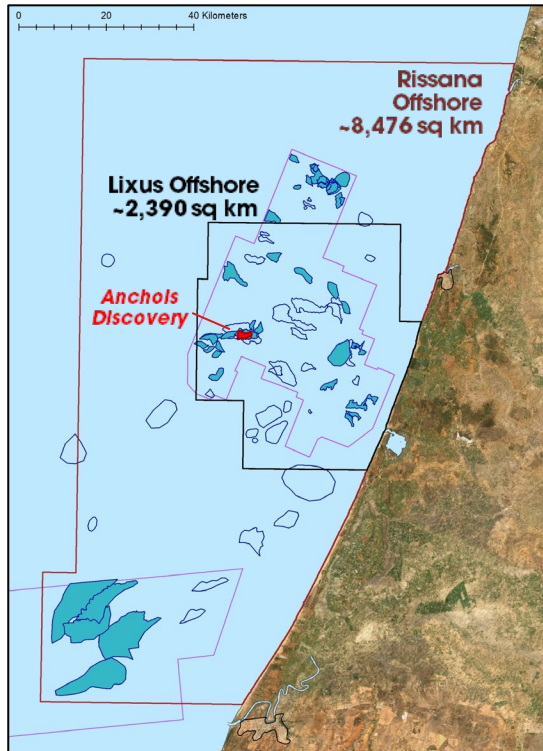 0 20 40 Kilometers
Rissana
Offshore
~8,476 sq km
Lixus Offshore
~2,390 sq km
Anchois
Discovery